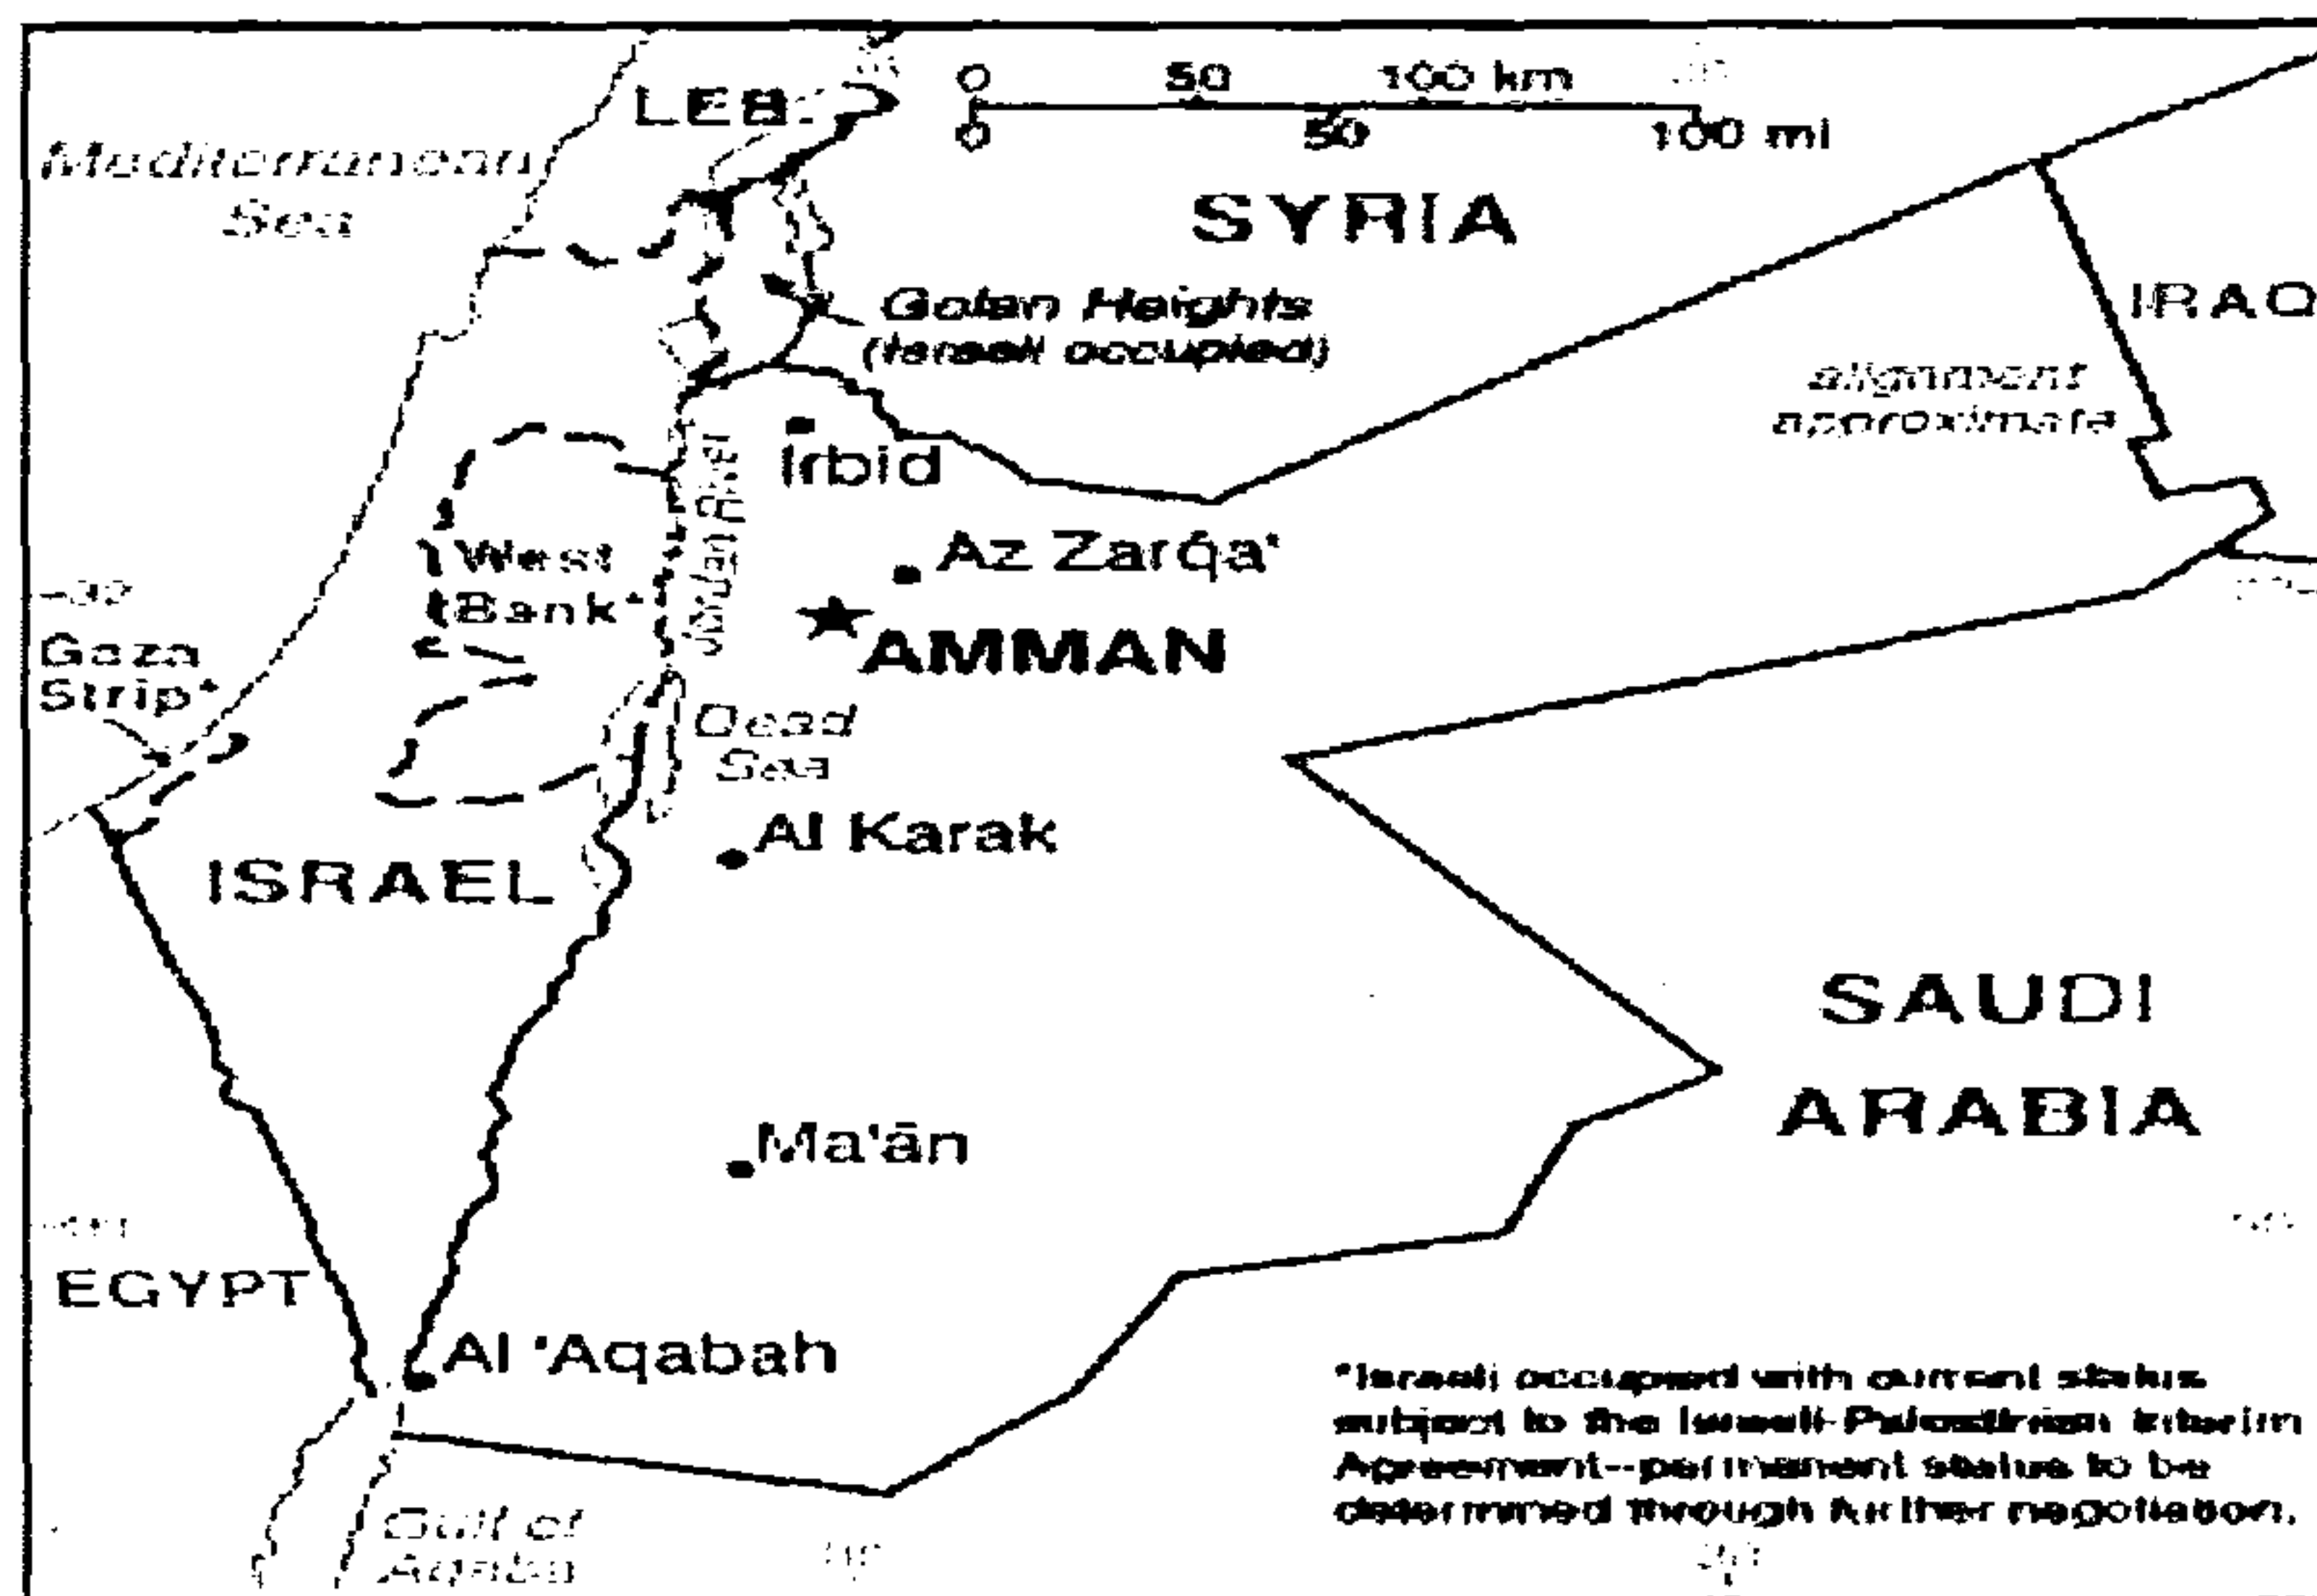 LEB.
0 50 100 km
0 50 100 mi
Mediterranean
Sea
SYRIA
IRAQ
Golan Heights
(Israeli occupied)
alignment
approximate
Irbid
Jordan River
West
Bank*
Az Zarqa'
32
AMMAN
Gaza
Strip*
Dead
Sea
Al Karak
ISRAEL
SAUDI
ARABIA
Ma'ān
EGYPT
Al 'Aqabah
*Israeli occupied with current status
subject to the Israeli-Palestinian Interim
Agreement--permanent status to be
determined through further negotiation.
Gulf of
Aqaba